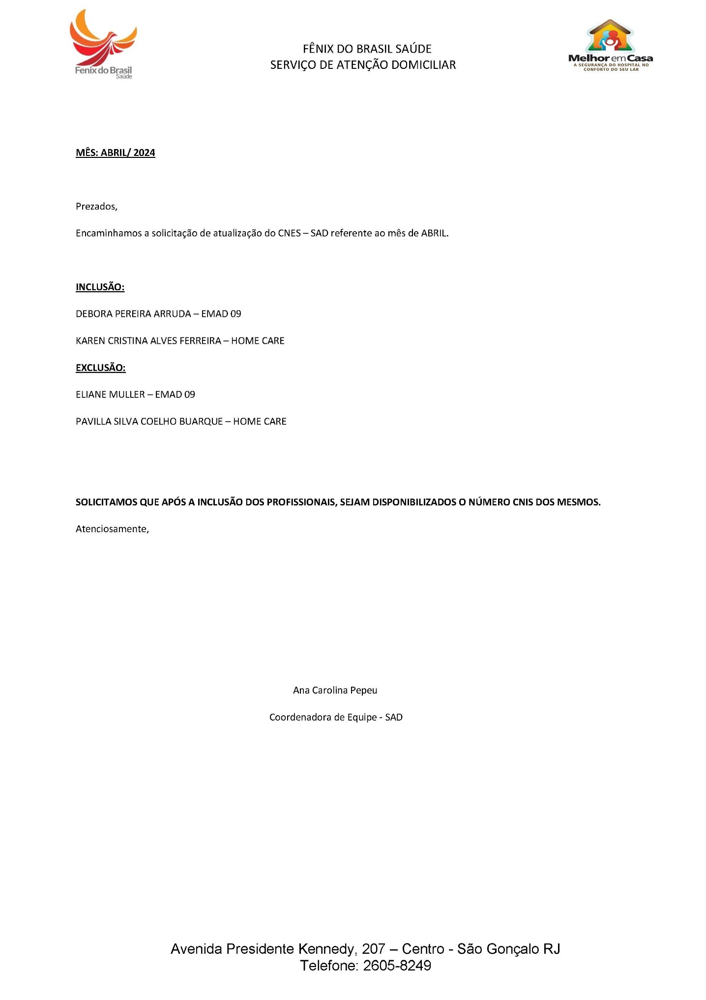 Fenix do Brasil
Saúde
FÊNIX DO BRASIL SAÚDE
SERVIÇO DE ATENÇÃO DOMICILIAR
Melhor em Casa
A SEGURANÇA DO HOSPITAL NO
CONFORTO DO SEU LAR
MÊS: ABRIL/ 2024
Prezados,
Encaminhamos a solicitação de atualização do CNES – SAD referente ao mês de ABRIL.
INCLUSÃO:
DEBORA PEREIRA ARRUDA – EMAD 09
KAREN CRISTINA ALVES FERREIRA – HOME CARE
EXCLUSÃO:
ELIANE MULLER – EMAD 09
PAVILLA SILVA COELHO BUARQUE – HOME CARE
SOLICITAMOS QUE APÓS A INCLUSÃO DOS PROFISSIONAIS, SEJAM DISPONIBILIZADOS O NÚMERO CNIS DOS MESMOS.
Atenciosamente,
Ana Carolina Pepeu
Coordenadora de Equipe - SAD
Avenida Presidente Kennedy, 207 – Centro - São Gonçalo RJ
Telefone: 2605-8249